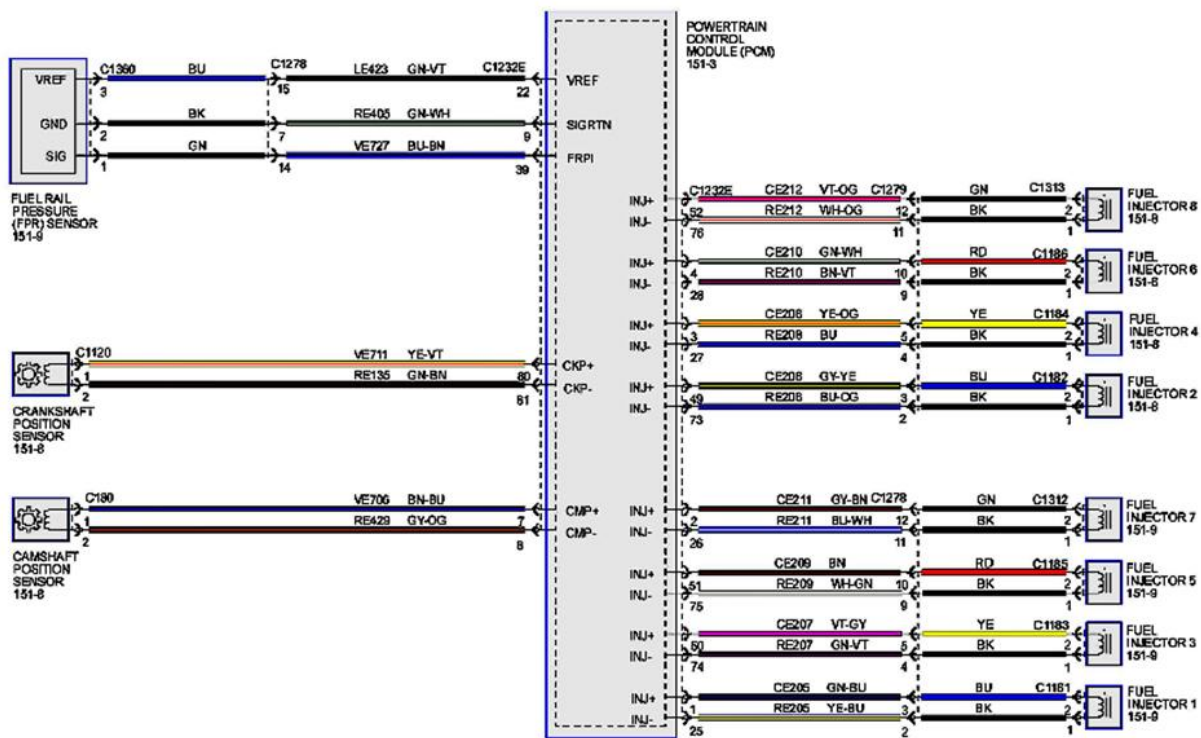 POWERTRAIN
CONTROL
MODULE (PCM)
151-3
VREF
C1360
3
BU
C1278
15
LE423 GN-VT
C1232E
22
VREF
GND
2
BK
7
RE405 GN-WH
9
SIGRTN
SIG
1
GN
14
VE727 BU-BN
39
FRPI
FUEL RAIL
PRESSURE
(FPR) SENSOR
151-9
C1120
1
VE711 YE-VT
80
CKP+
2
RE135 GN-BN
81
CKP-
CRANKSHAFT
POSITION
SENSOR
151-8
C180
1
VE706 BN-BU
7
CMP+
2
RE429 GY-OG
8
CMP-
CAMSHAFT
POSITION
SENSOR
151-8
INJ+
C1232E
52
CE212 VT-OG
C1279
12
GN
C1313
2
INJ-
76
RE212 WH-OG
11
BK
1
FUEL
INJECTOR 8
151-8
INJ+
4
CE210 GN-WH
10
RD
C1186
2
INJ-
28
RE210 BN-VT
9
BK
1
FUEL
INJECTOR 6
151-8
INJ+
3
CE208 YE-OG
5
YE
C1184
2
INJ-
27
RE208 BU
4
BK
1
FUEL
INJECTOR 4
151-8
INJ+
49
CE206 GY-YE
3
BU
C1182
2
INJ-
73
RE206 BU-OG
2
BK
1
FUEL
INJECTOR 2
151-8
INJ+
2
CE211 GY-BN
C1278
12
GN
C1312
2
INJ-
26
RE211 BU-WH
11
BK
1
FUEL
INJECTOR 7
151-9
INJ+
51
CE209 BN
10
RD
C1185
2
INJ-
75
RE209 WH-GN
9
BK
1
FUEL
INJECTOR 5
151-9
INJ+
50
CE207 VT-GY
5
YE
C1183
2
INJ-
74
RE207 GN-VT
4
BK
1
FUEL
INJECTOR 3
151-9
INJ+
1
CE205 GN-BU
3
BU
C1181
2
INJ-
25
RE205 YE-BU
2
BK
1
FUEL
INJECTOR 1
151-9